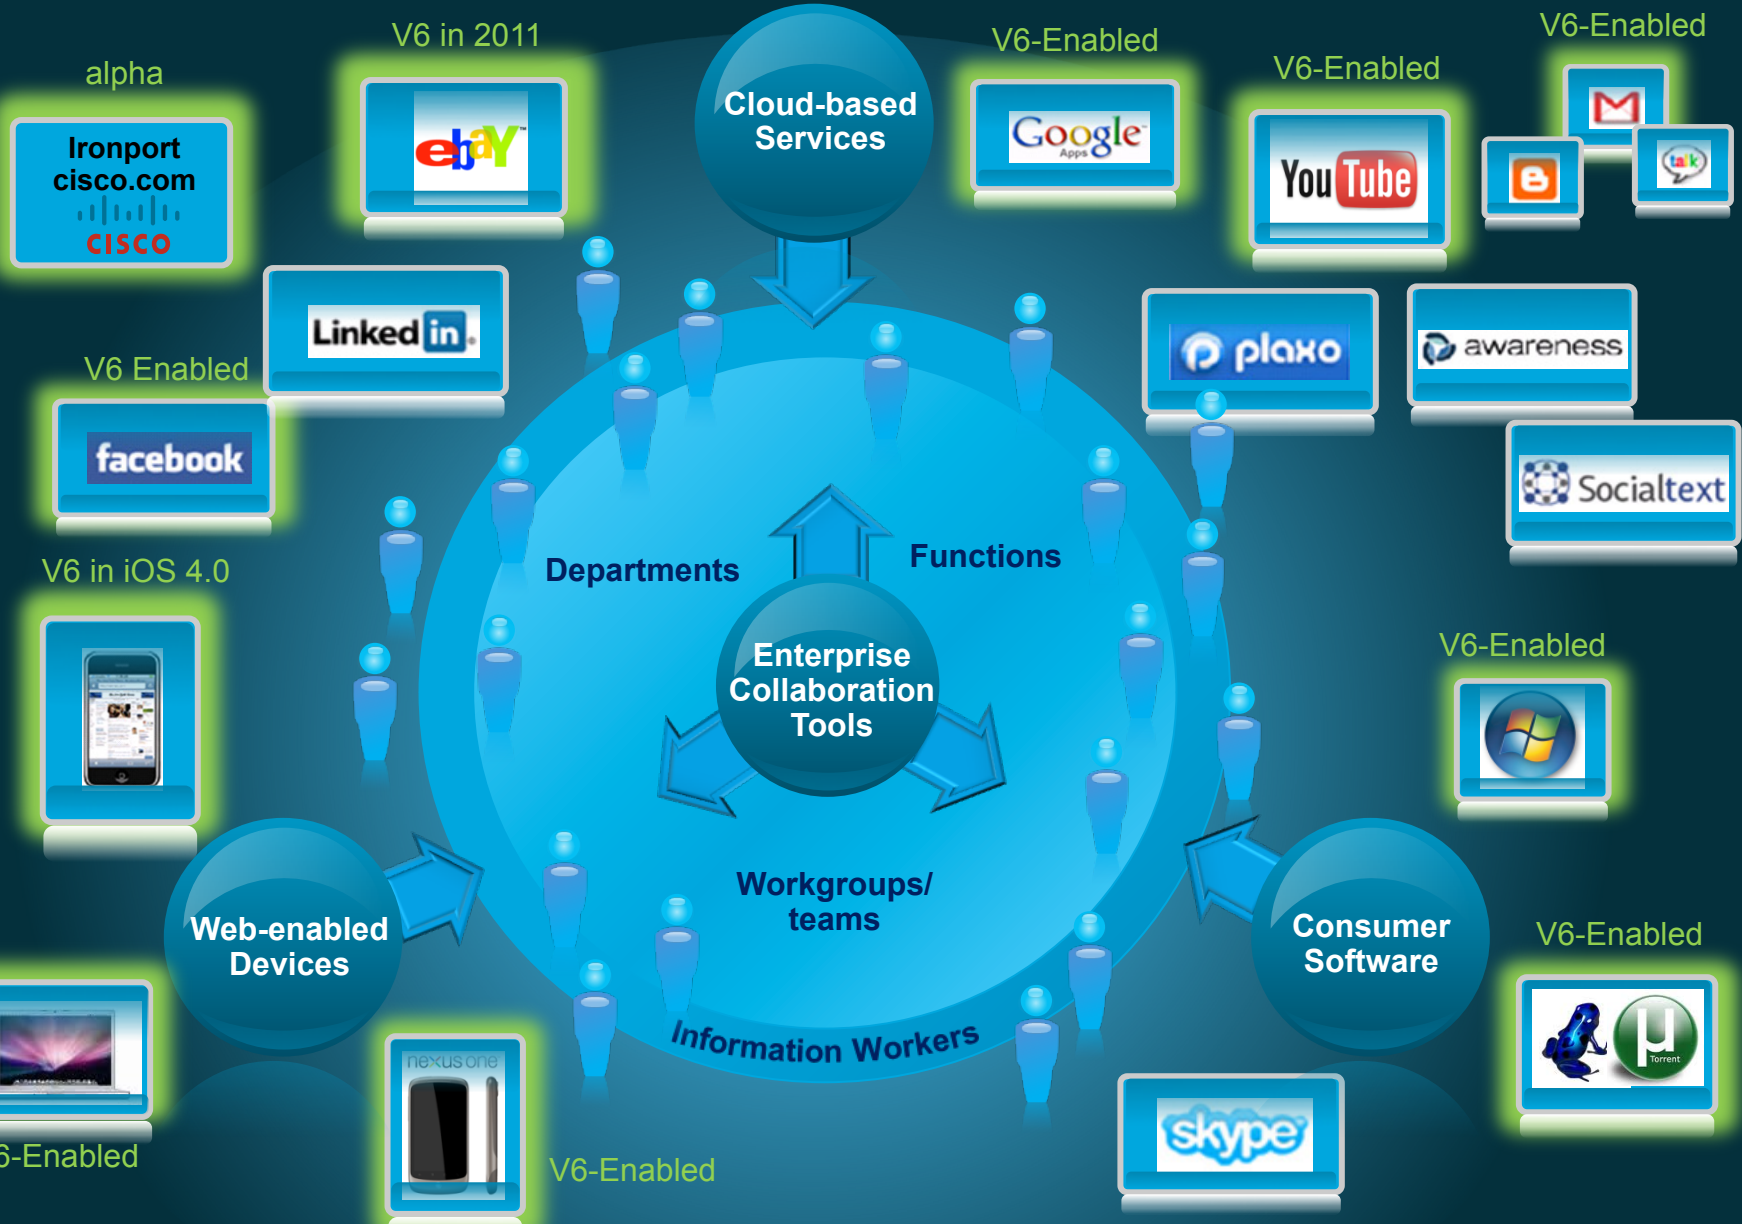 V6 in 2011
V6-Enabled
V6-Enabled
V6-Enabled
alpha
Ironport
cisco.com
CISCO
ebaY™
Cloud-based
Services
Google™
Apps
YouTube
talk
Linked in.
plaxo
awareness
V6 Enabled
facebook
Socialtext
V6 in iOS 4.0
Departments
Functions
Enterprise
Collaboration
Tools
V6-Enabled
Workgroups/
teams
Web-enabled
Devices
Consumer
Software
V6-Enabled
Information Workers
nexus one
µ
Torrent
skype
6-Enabled
V6-Enabled